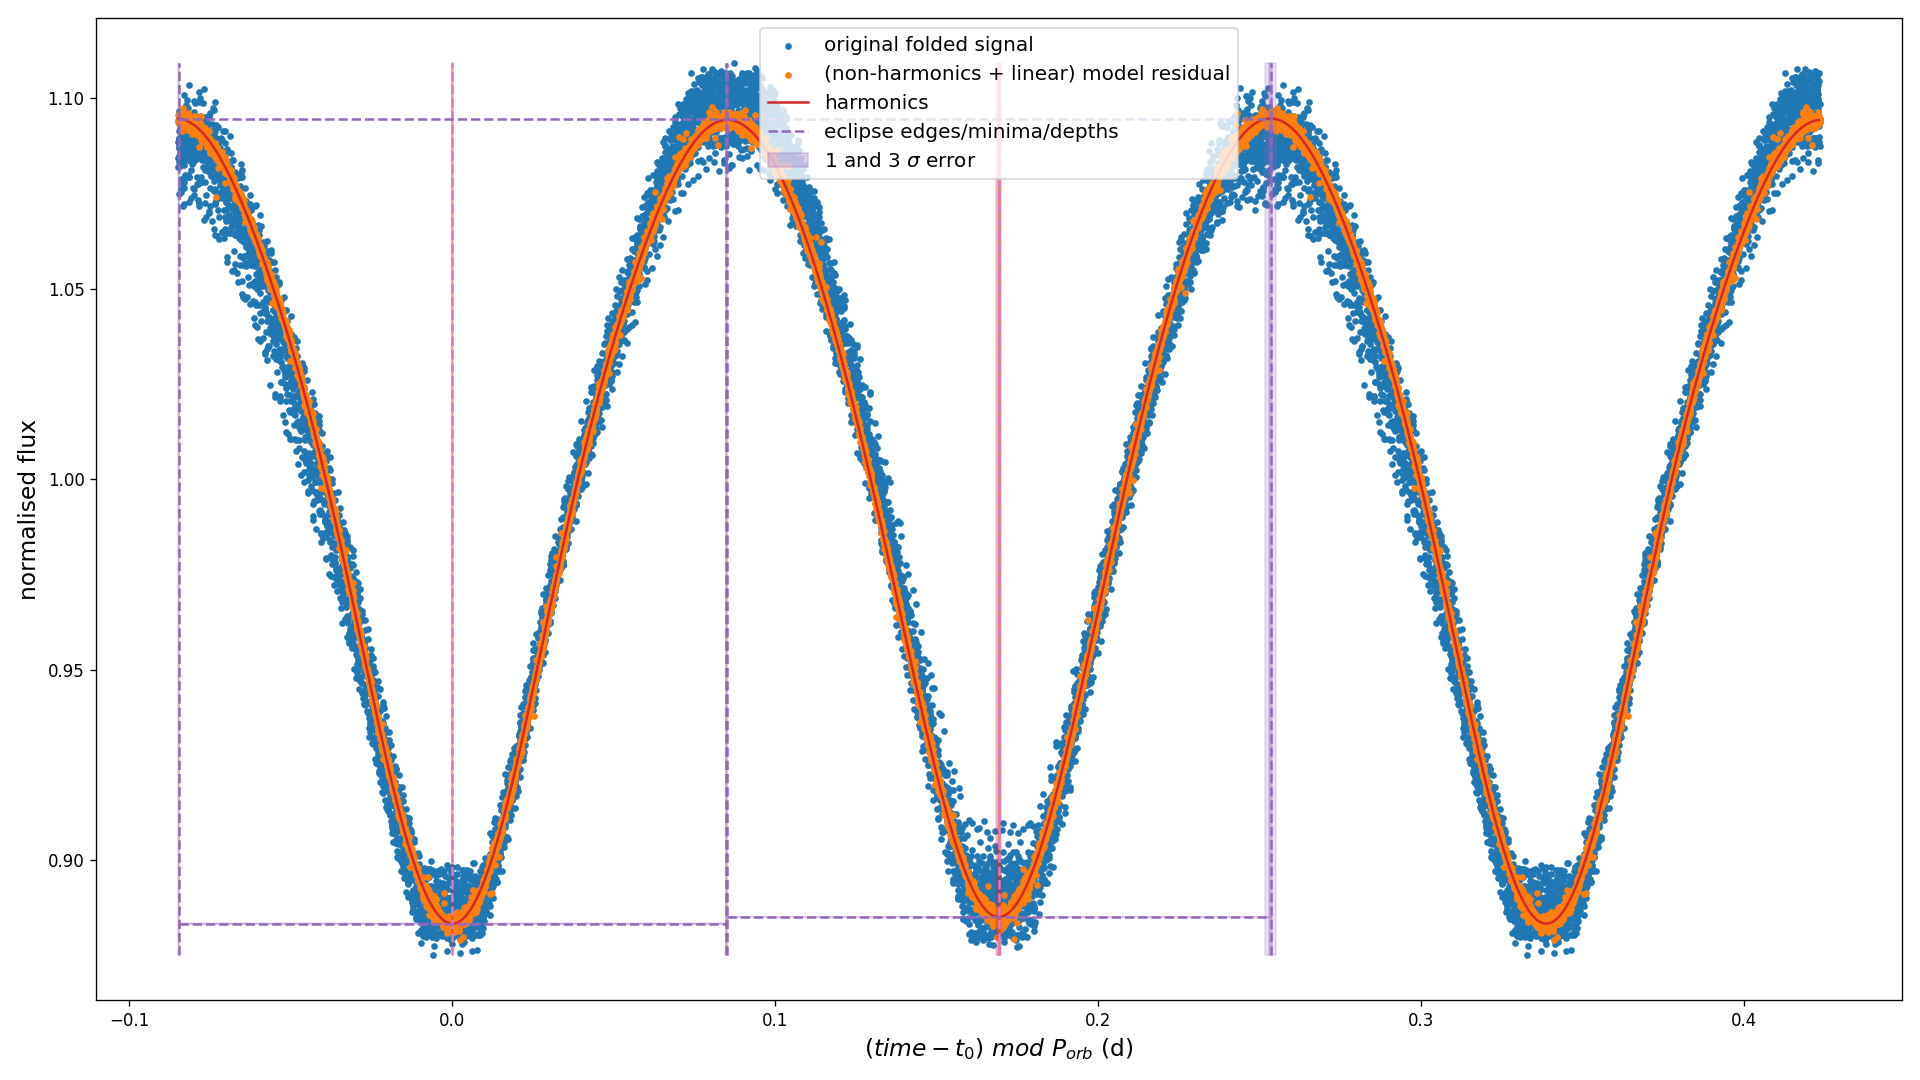 original folded signal
(non-harmonics + linear) model residual
harmonics
eclipse edges/minima/depths
1 and 3 σ error
normalised flux
1.10
1.05
1.00
0.95
0.90
−0.1
0.0
0.1
0.2
0.3
0.4
(time − t₀) mod Pₒᵣb (d)